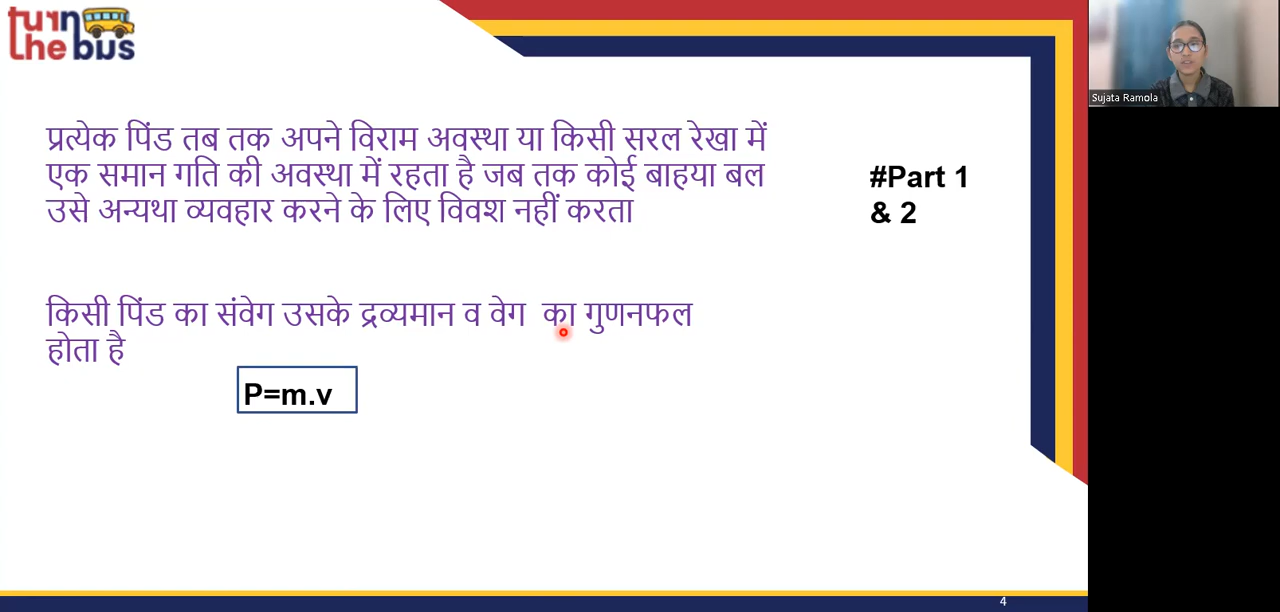 turn
the bus
प्रत्येक पिंड तब तक अपने विराम अवस्था या किसी सरल रेखा में
एक समान गति की अवस्था में रहता है जब तक कोई बाहया बल
उसे अन्यथा व्यवहार करने के लिए विवश नहीं करता
#Part 1
& 2
किसी पिंड का संवेग उसके द्रव्यमान व वेग का गुणनफल
होता है
P=m.v
Sujata Ramola
4